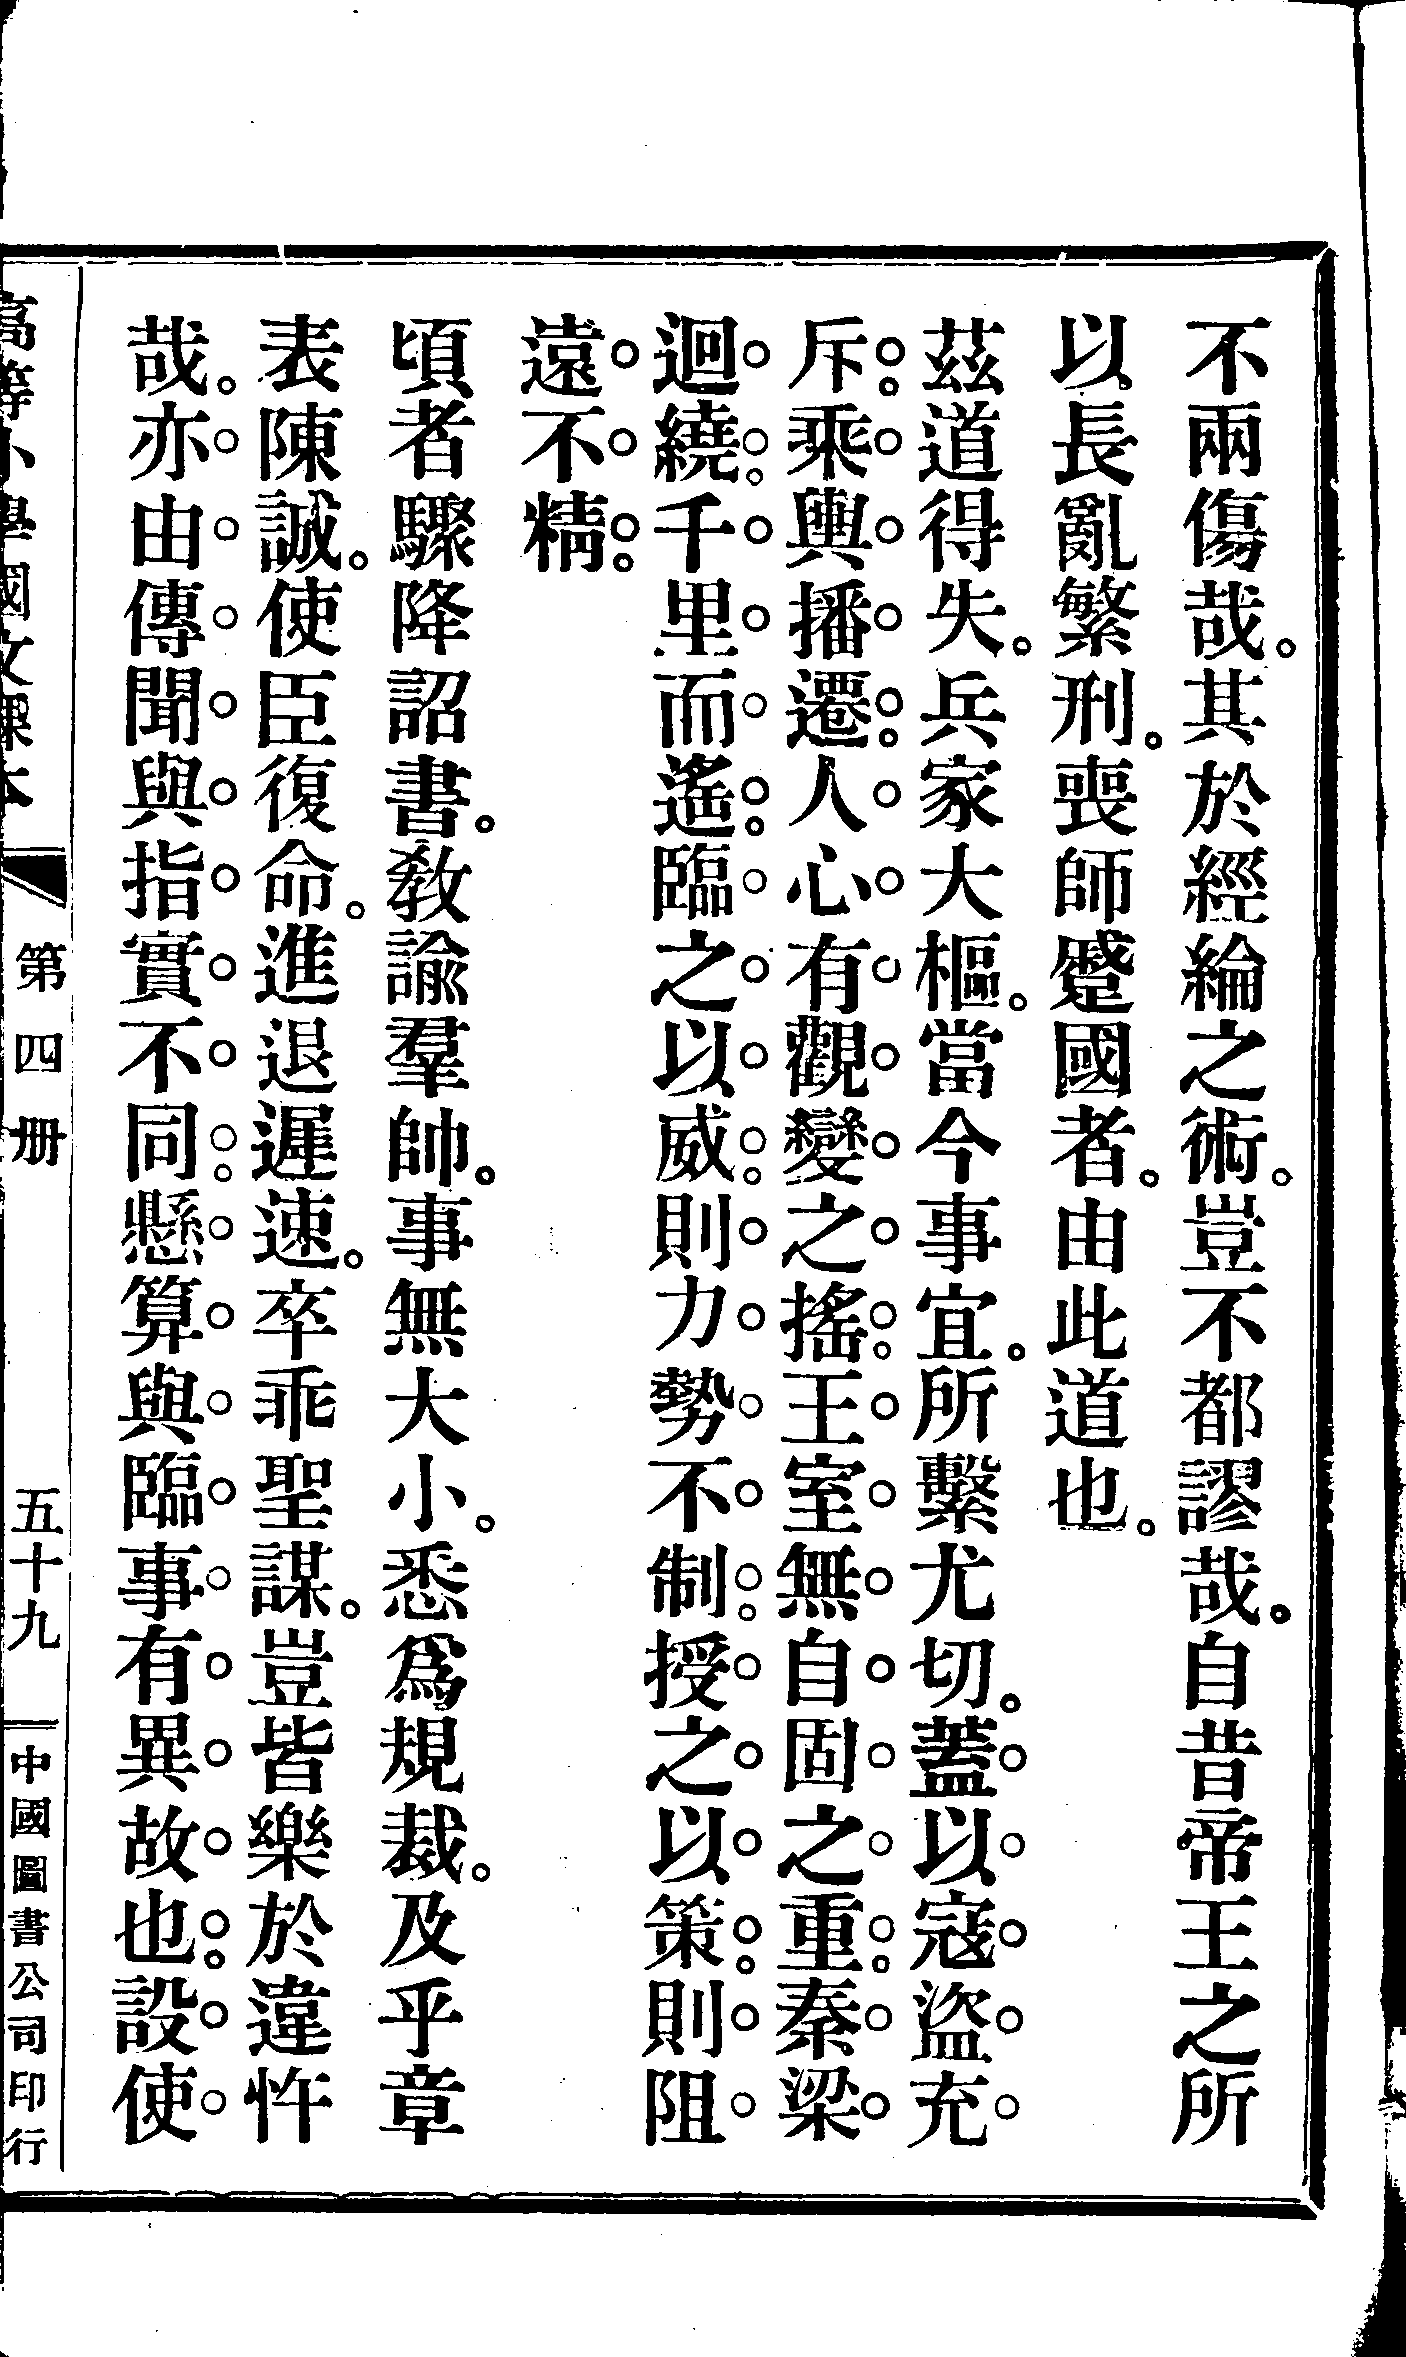 不兩傷哉。其於經綸之術。豈不都謬哉。自昔帝王之所
以長亂繁刑。喪師蹙國者。由此道也。
茲道得失。兵家大樞。當今事宜。所繫尤切。蓋以寇盜充
斥。乘輿播遷。人心有觀變之搖。王室無自固之重。秦梁
迴繞。千里而遙。臨之以威。則力勢不制。授之以策。則阻
遠不精。
頃者驟降詔書。敎諭羣帥。事無大小。悉爲規裁。及乎章
表陳誠。使臣復命。進退遲速。卒乖聖謀。豈皆樂於違忤
哉。亦由傳聞與指實不同。懸算與臨事有異故也。設使
高等小學國文課本 第四册 五十九 中國圖書公司印行